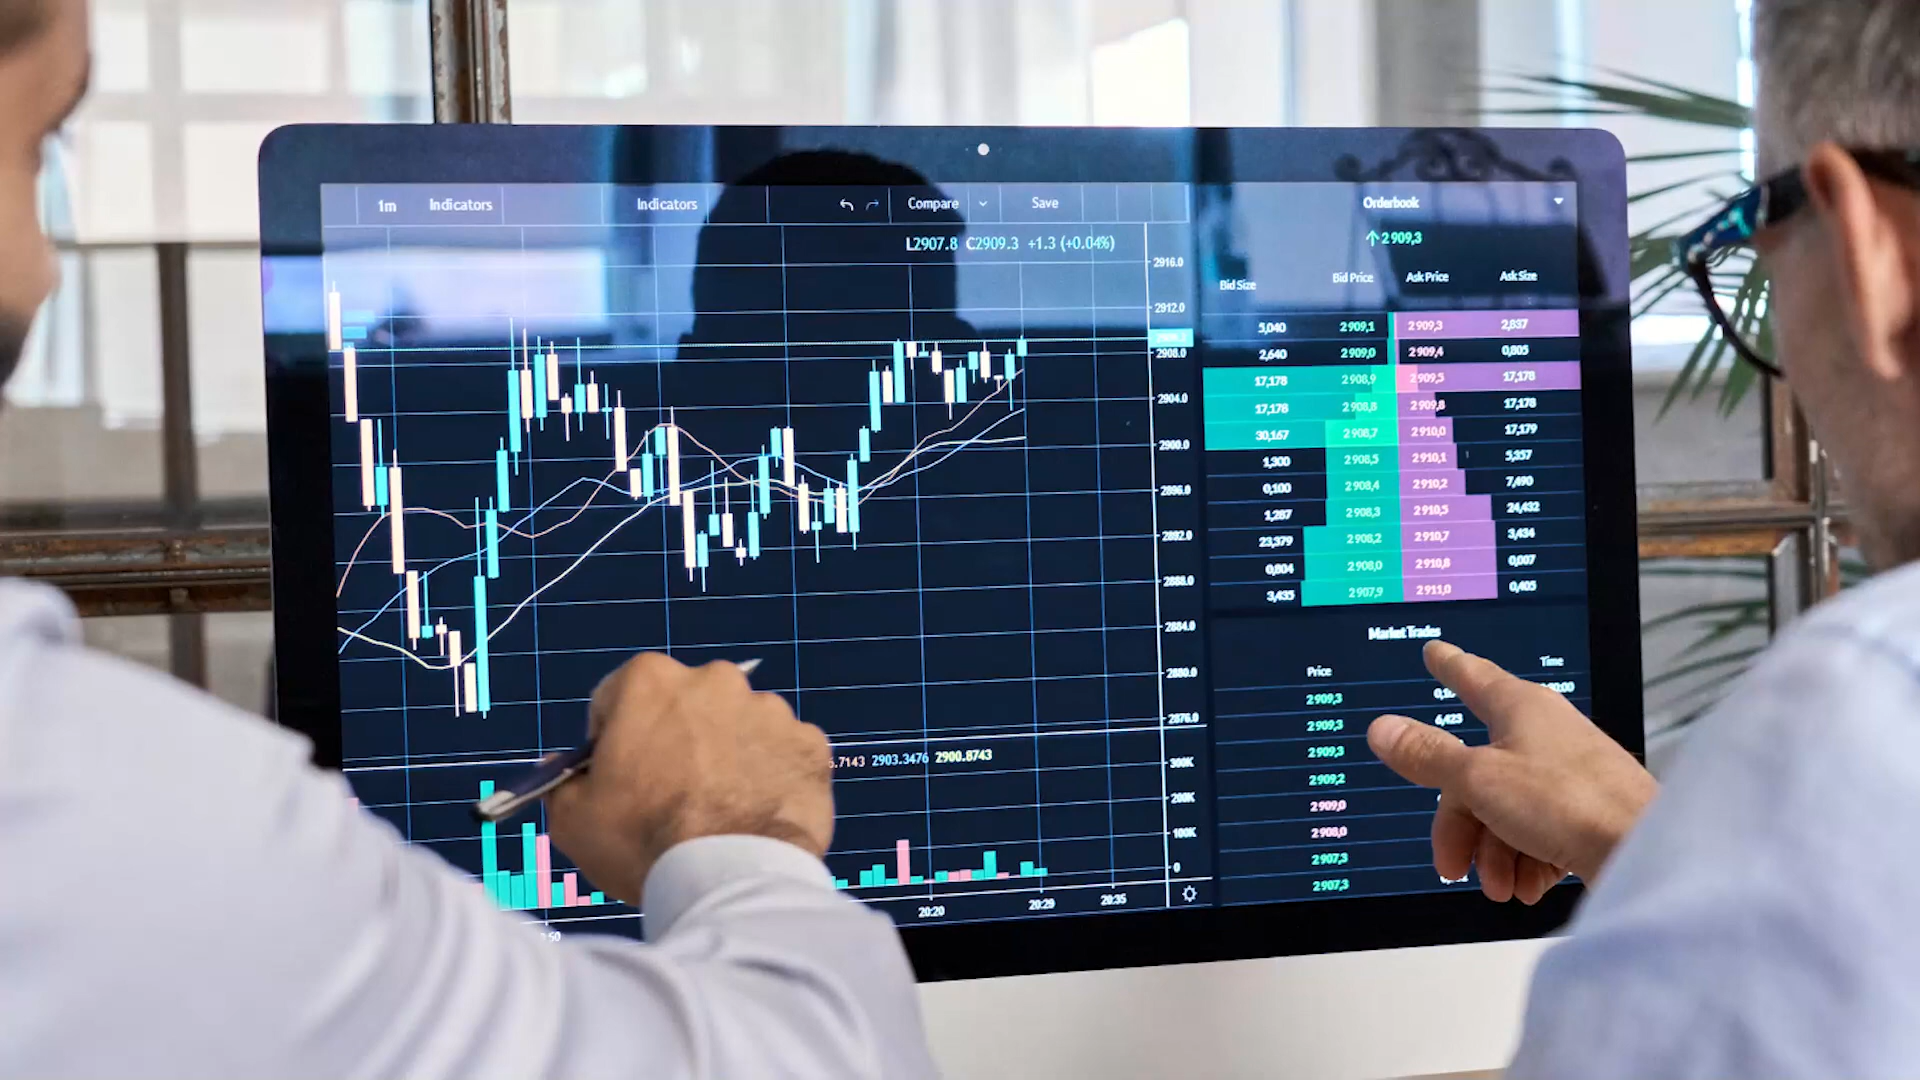 1m Indicators Indicators Compare Save
L2907.8 C2909.3 +1.3 (+0.04%)
2916.0
2912.0
2908.0
2904.0
2900.0
2896.0
2892.0
2888.0
2884.0
2880.0
2876.0
6.7143 2903.3476 2900.8743
300K
200K
100K
0
20:20 20:29 20:35
Orderbook
2909,3
Bid Size Bid Price Ask Price Ask Size
5,040 2909,1 2909,3 2,837
2,640 2909,0 2909,4 0,805
17,178 2908,9 2909,5 17,178
17,178 2908,8 2909,8 17,178
30,167 2908,7 2910,0 17,179
1,300 2908,5 2910,1 5,357
0,100 2908,4 2910,2 7,490
1,287 2908,3 2910,5 24,432
23,379 2908,2 2910,7 3,434
0,804 2908,0 2910,8 0,007
3,435 2907,9 2911,0 0,405
Market Trades
Price Time
2909,3
2909,3 6,423
2909,3
2909,2
2909,0
2908,0
2907,3
2907,3